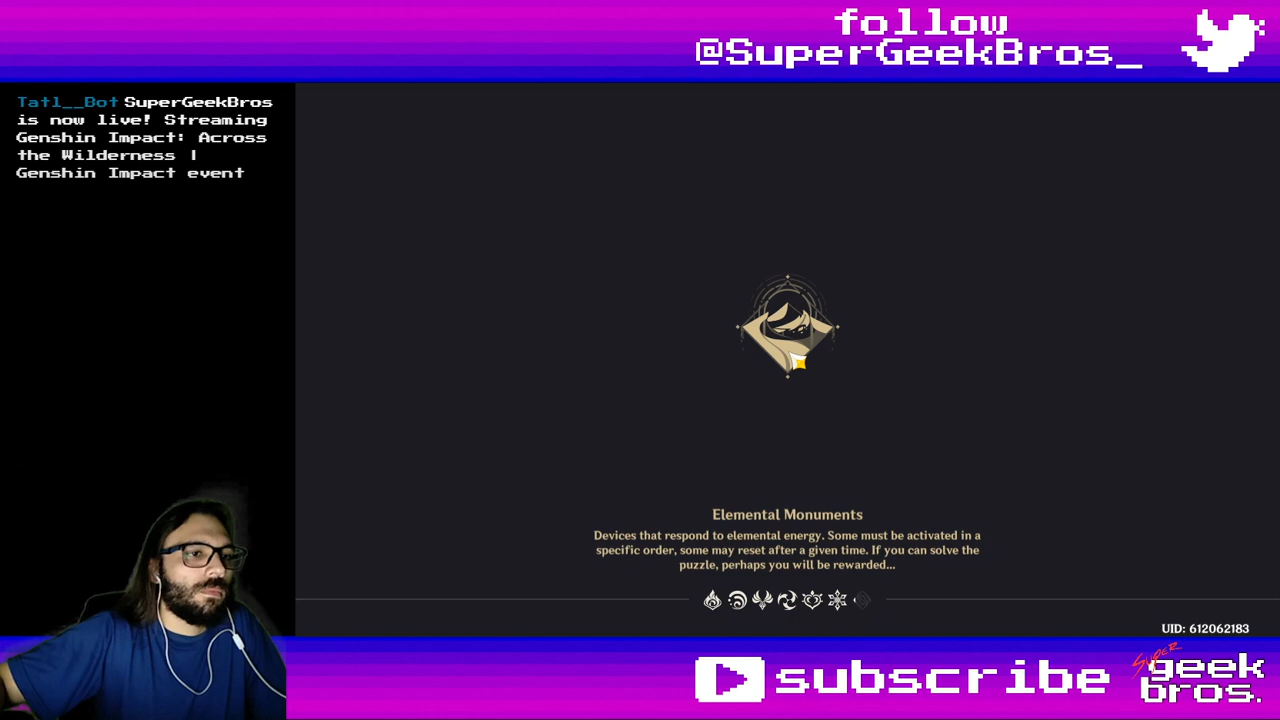 follow
@SuperGeekBros_
Tatl__Bot SuperGeekBros
is now live! Streaming
Genshin Impact: Across
the Wilderness |
Genshin Impact event
Elemental Monuments
Devices that respond to elemental energy. Some must be activated in a
specific order, some may reset after a given time. If you can solve the
puzzle, perhaps you will be rewarded...
UID: 612062183
subscribe
SUPER
geek
bros.